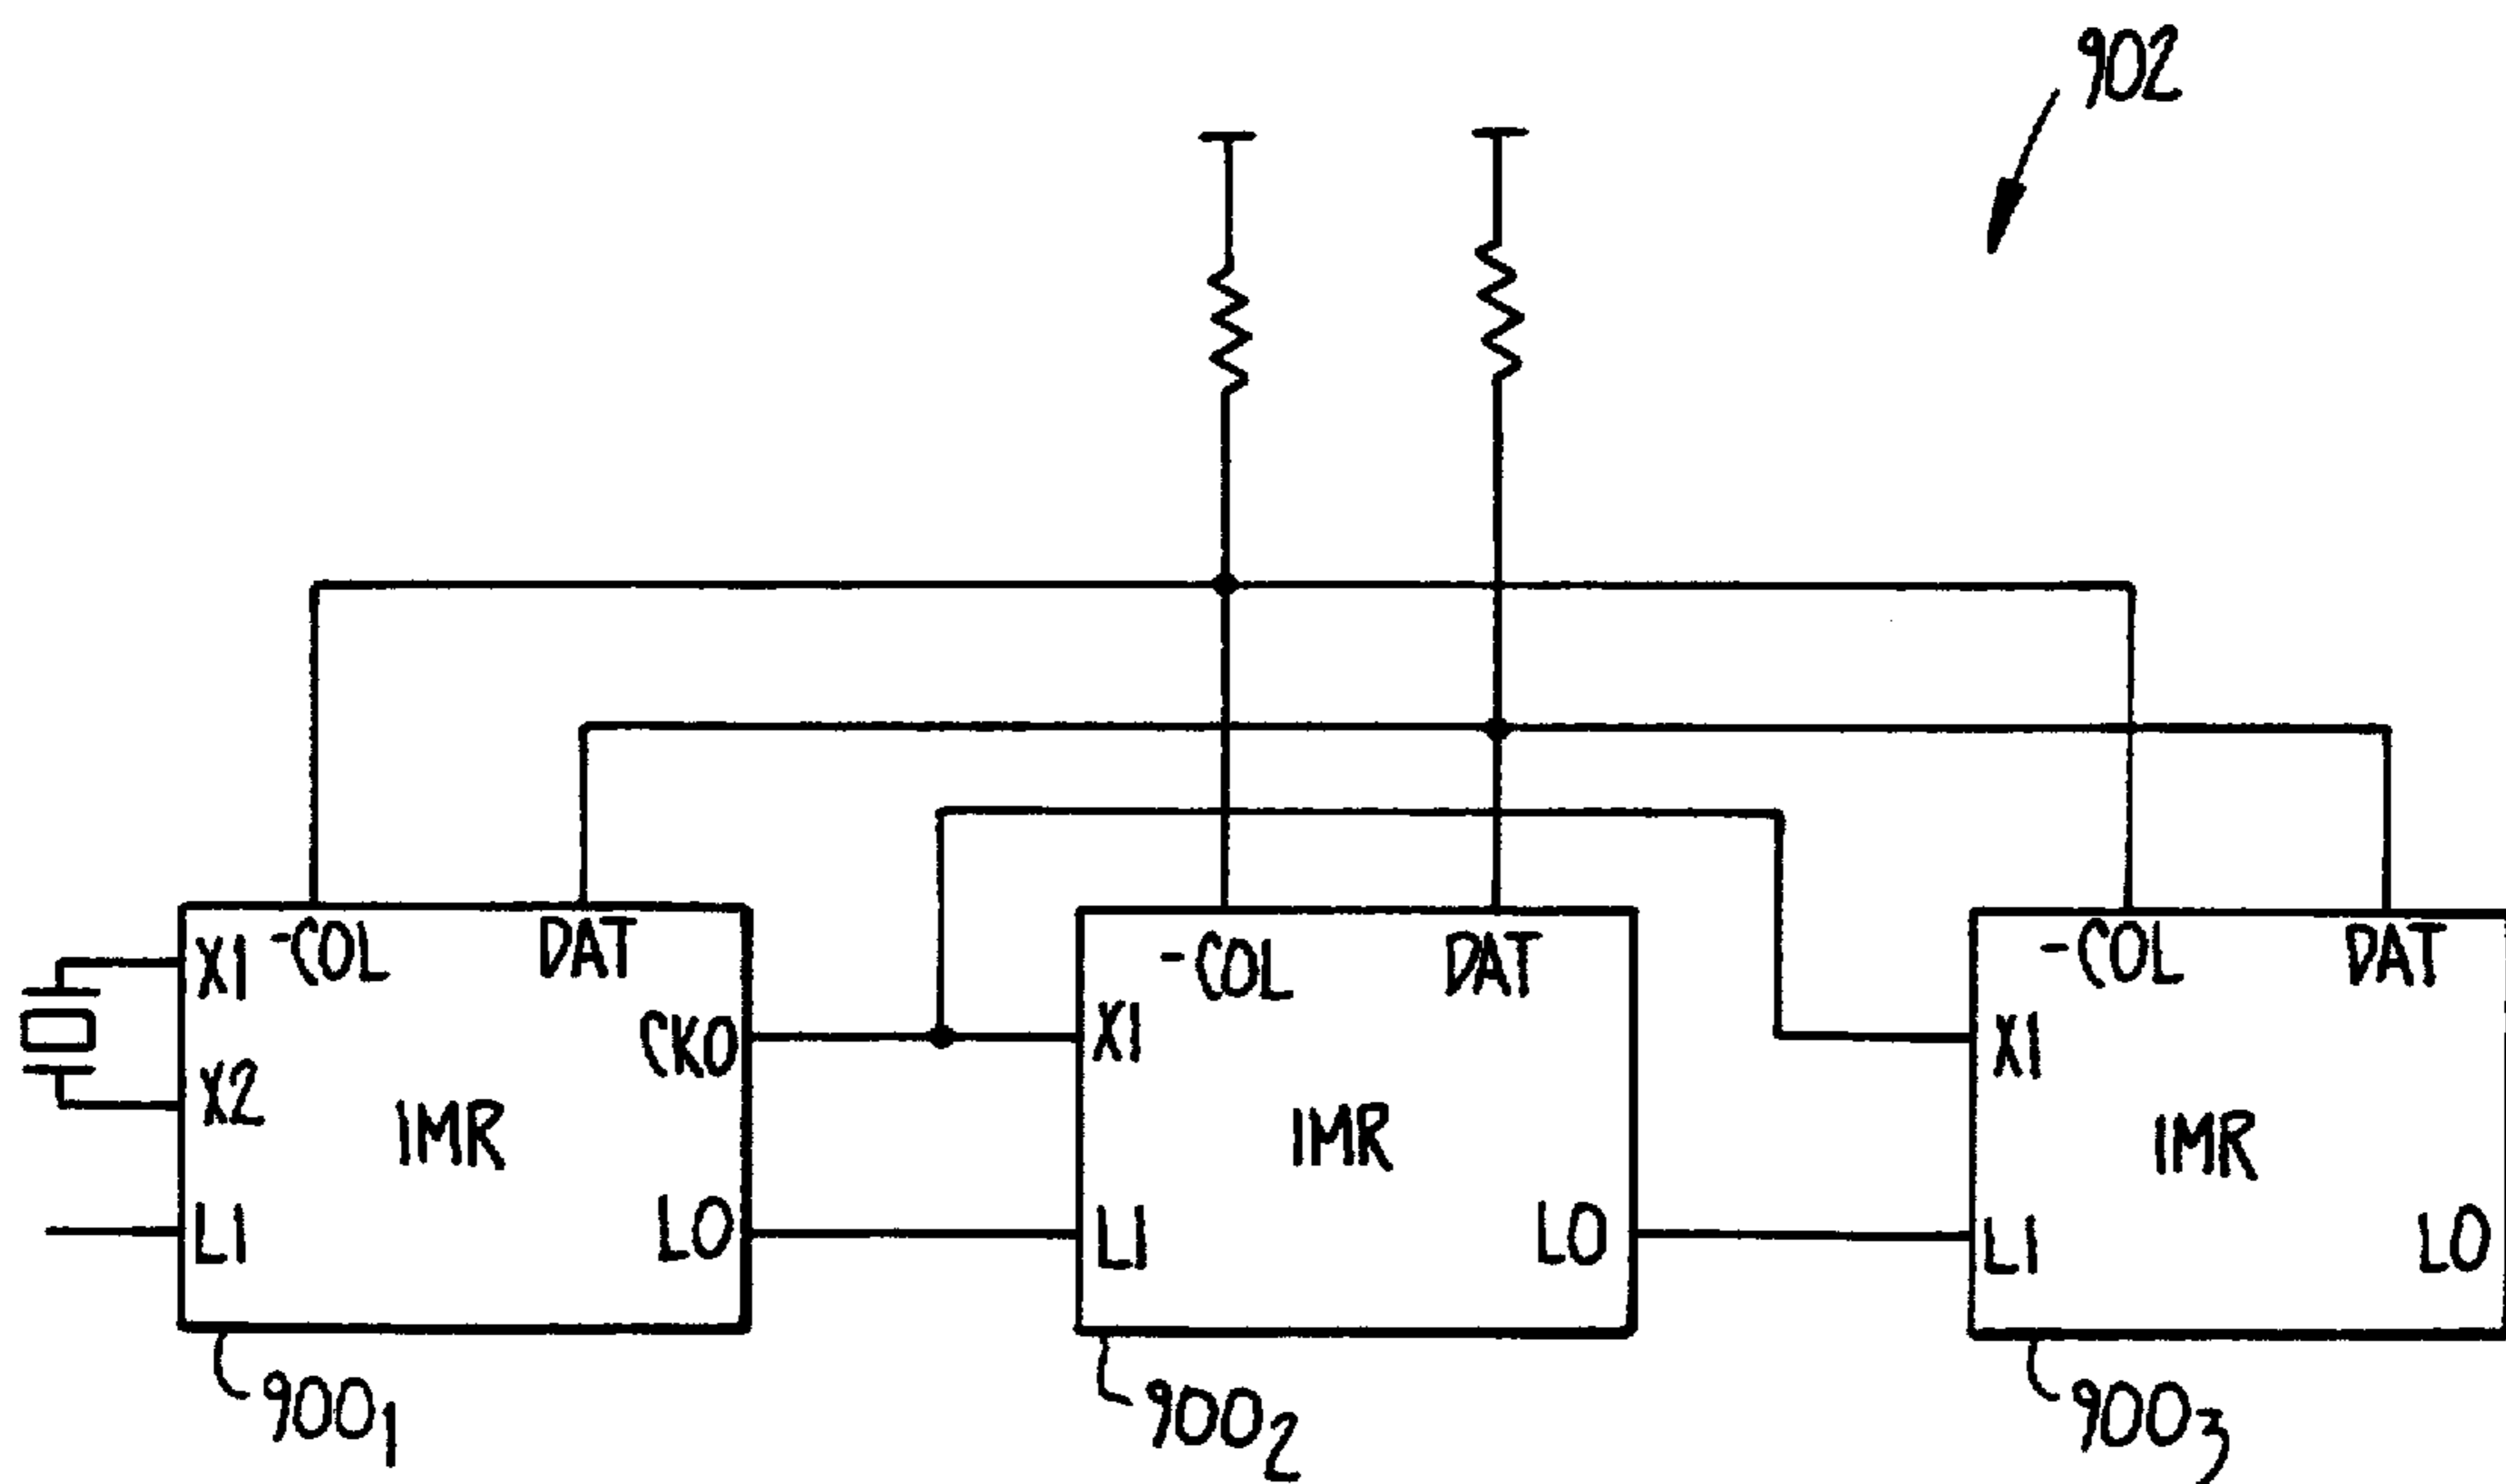 902
-COL DAT
X1
CKO
X2
IMR
LI
LO
900₁
-COL DAT
X1
IMR
LI
LO
900₂
-COL DAT
X1
IMR
LI
LO
900₃